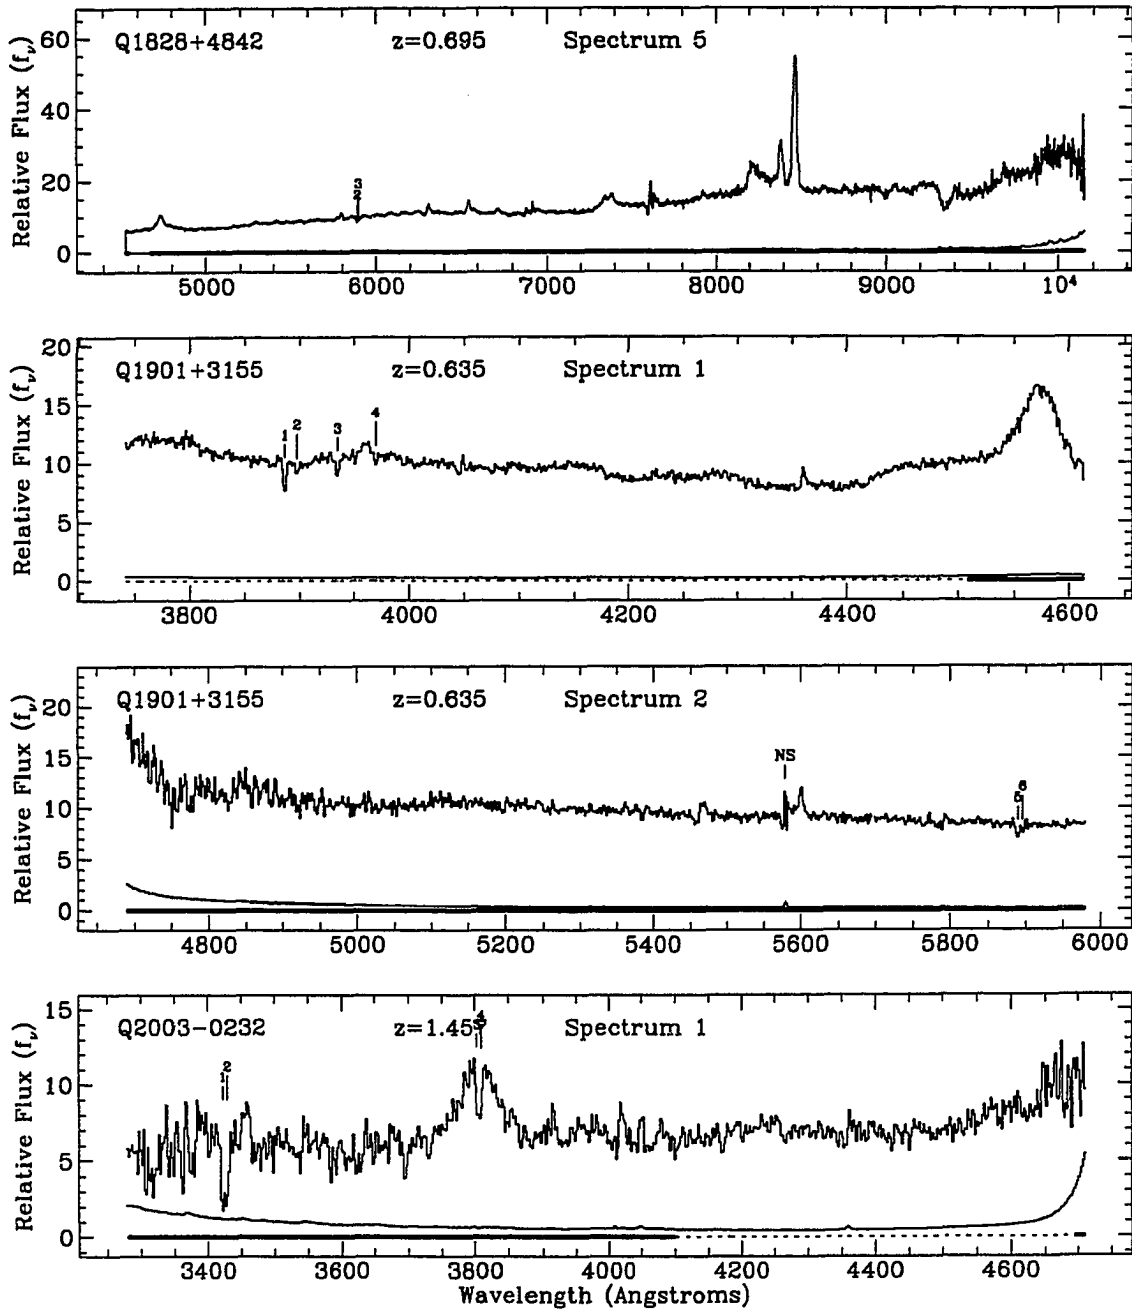 Relative Flux (fν)
60
40
20
0
Q1828+4842 z=0.695 Spectrum 5
3
2
5000 6000 7000 8000 9000 10⁴
Relative Flux (fν)
20
15
10
5
0
Q1901+3155 z=0.635 Spectrum 1
1 2 3 4
3800 4000 4200 4400 4600
Relative Flux (fν)
20
15
10
5
0
Q1901+3155 z=0.635 Spectrum 2
NS
5 6
4800 5000 5200 5400 5600 5800 6000
Relative Flux (fν)
15
10
5
0
Q2003-0232 z=1.457 Spectrum 1
1 2
4
3400 3600 3800 4000 4200 4400 4600
Wavelength (Angstroms)